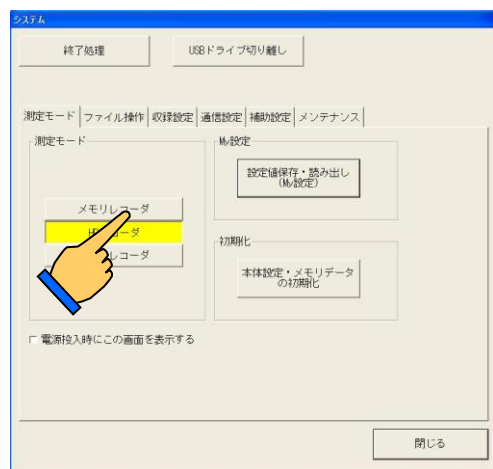 システム
終了処理
USBドライブ切り離し
測定モード
ファイル操作
収録設定
通信設定
補助設定
メンテナンス
測定モード
メモリレコーダ
ーダ
レコーダ
My設定
設定値保存・読み出し
(My設定)
初期化
本体設定・メモリデータ
の初期化
電源投入時にこの画面を表示する
閉じる